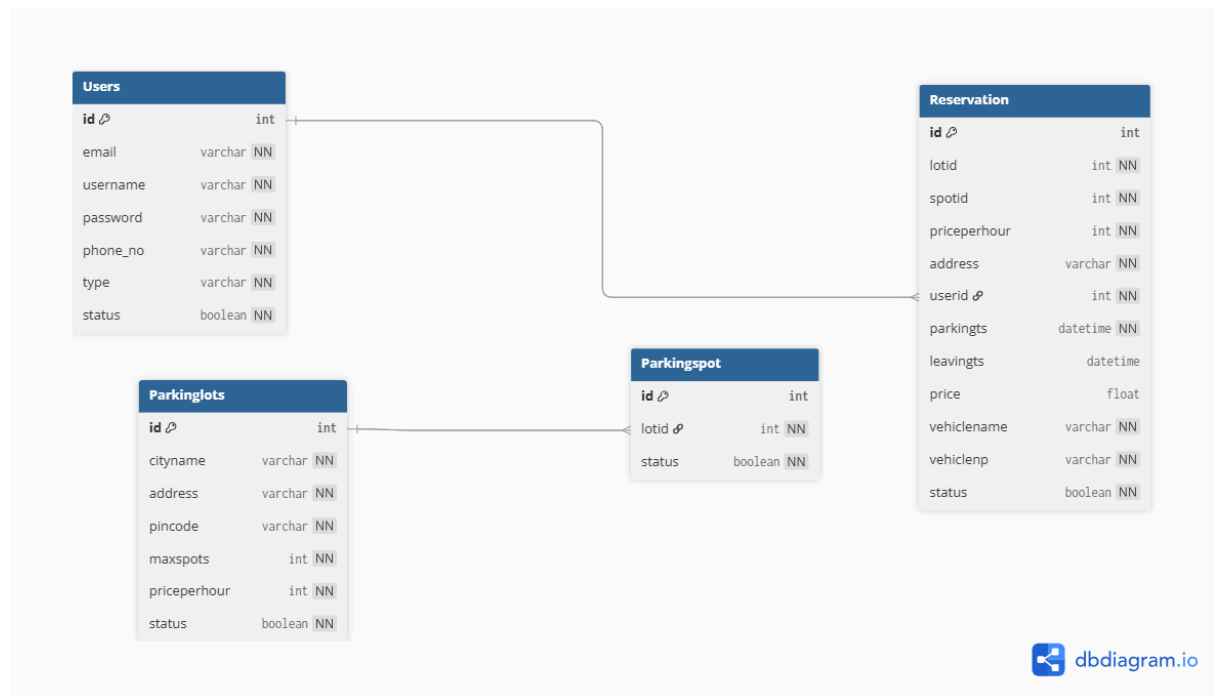 Users
id int
email varchar NN
username varchar NN
password varchar NN
phone_no varchar NN
type varchar NN
status boolean NN
Parkinglots
id int
cityname varchar NN
address varchar NN
pincode varchar NN
maxspots int NN
priceperhour int NN
status boolean NN
Parkingspot
id int
lotid int NN
status boolean NN
Reservation
id int
lotid int NN
spotid int NN
priceperhour int NN
address varchar NN
userid int NN
parkingts datetime NN
leavingts datetime
price float
vehiclename varchar NN
vehiclenp varchar NN
status boolean NN
dbdiagram.io